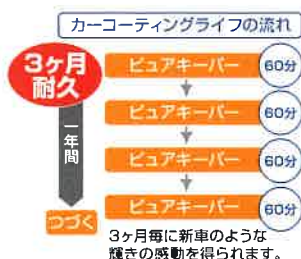 カーコーティングライフの流れ
3ヶ月
耐久
ピュアキーパー 60分
ピュアキーパー 60分
一年間
ピュアキーパー 60分
ピュアキーパー 60分
つづく
3ヶ月毎に新車のような
輝きの感動を得られます。